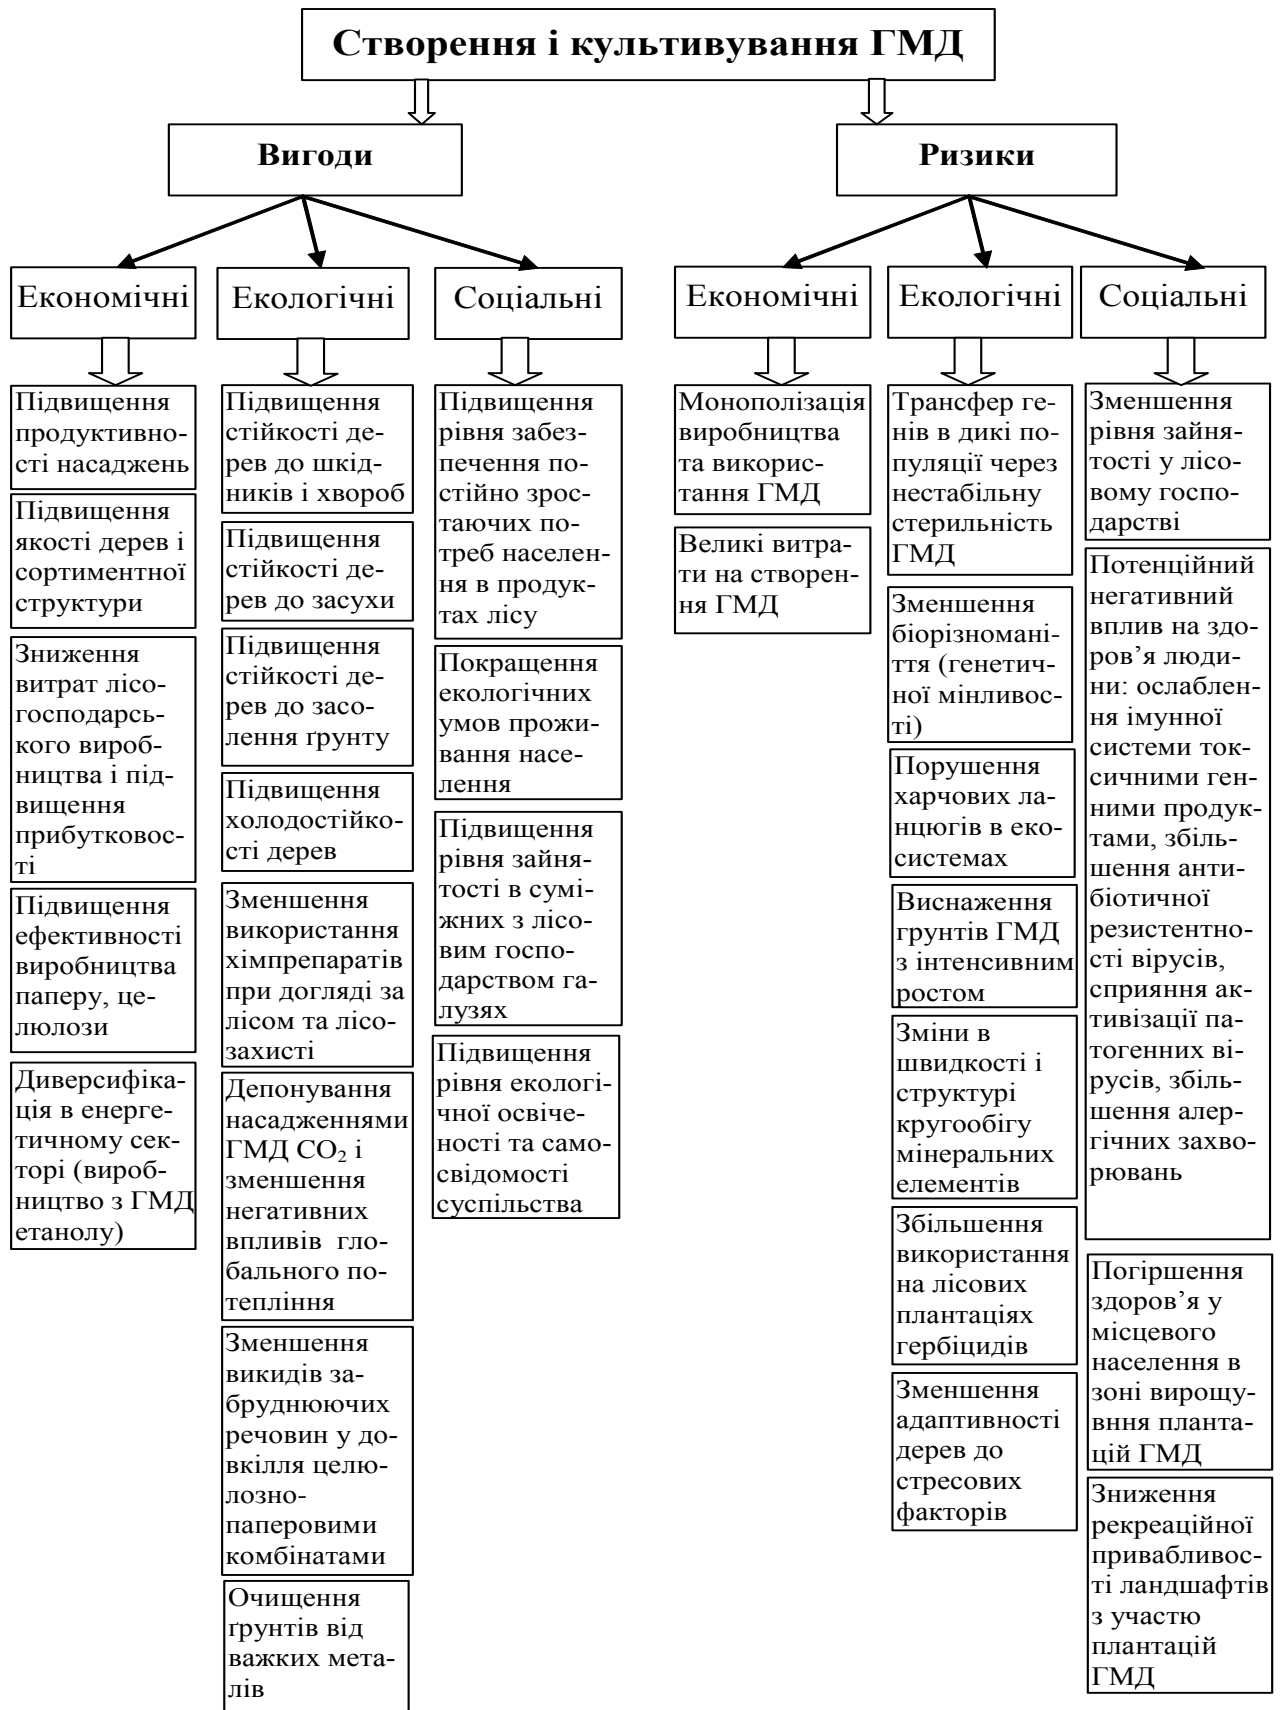 Створення і культивування ГМД
Вигоди
Ризики
Економічні
Екологічні
Соціальні
Економічні
Екологічні
Соціальні
Підвищення
продуктивно-
сті насаджень
Підвищення
якості дерев і
сортиментної
структури
Зниження
витрат лісо-
господарсь-
кого вироб-
ництва і під-
вищення
прибутковос-
ті
Підвищення
ефективності
виробництва
паперу, це-
люлози
Диверсифіка-
ція в енерге-
тичному сек-
торі (вироб-
ництво з ГМД
етанолу)
Підвищення
стійкості де-
рев до шкід-
ників і хвороб
Підвищення
стійкості де-
рев до засухи
Підвищення
стійкості де-
рев до засо-
лення ґрунту
Підвищення
холодостійко-
сті дерев
Зменшення
використання
хімпрепаратів
при догляді за
лісом та лісо-
захисті
Депонування
насадженнями
ГМД СО₂ і
зменшення
негативних
впливів гло-
бального по-
тепління
Зменшення
викидів за-
бруднюючих
речовин у до-
вкілля целю-
лозно-
паперовими
комбінатами
Очищення
ґрунтів від
важких мета-
лів
Підвищення
рівня забез-
печення по-
стійно зрос-
таючих по-
треб населен-
ня в продук-
тах лісу
Покращення
екологічних
умов прожи-
вання насе-
лення
Підвищення
рівня зайня-
тості в сумі-
жних з лісо-
вим госпо-
дарством га-
лузях
Підвищення
рівня екологі-
чної освіче-
ності та само-
свідомості
суспільства
Монополізація
виробництва
та викорис-
тання ГМД
Великі витра-
ти на створен-
ня ГМД
Трансфер ге-
нів в дикі по-
пуляції через
нестабільну
стерильність
ГМД
Зменшення
біорізномані-
ття (генетич-
ної мінливос-
ті)
Порушення
харчових ла-
нцюгів в еко-
системах
Виснаження
грунтів ГМД
з інтенсивним
ростом
Зміни в
швидкості і
структурі
кругообігу
мінеральних
елементів
Збільшення
використання
на лісових
плантаціях
гербіцидів
Зменшення
адаптивності
дерев до
стресових
факторів
Зменшення
рівня зайня-
тості у лісо-
вому госпо-
дарстві
Потенційний
негативний
вплив на здо-
ров’я люди-
ни: ослаблен-
ня імунної
системи ток-
сичними ген-
ними продук-
тами, збіль-
шення анти-
біотичної
резистентно-
сті вірусів,
сприяння ак-
тивізації па-
тогенних ві-
русів, збіль-
шення алер-
гічних захво-
рювань
Погіршення
здоров’я у
місцевого
населення в
зоні вирощу-
вння планта-
цій ГМД
Зниження
рекреаційної
привабливос-
ті ландшафтів
з участю
плантацій
ГМД